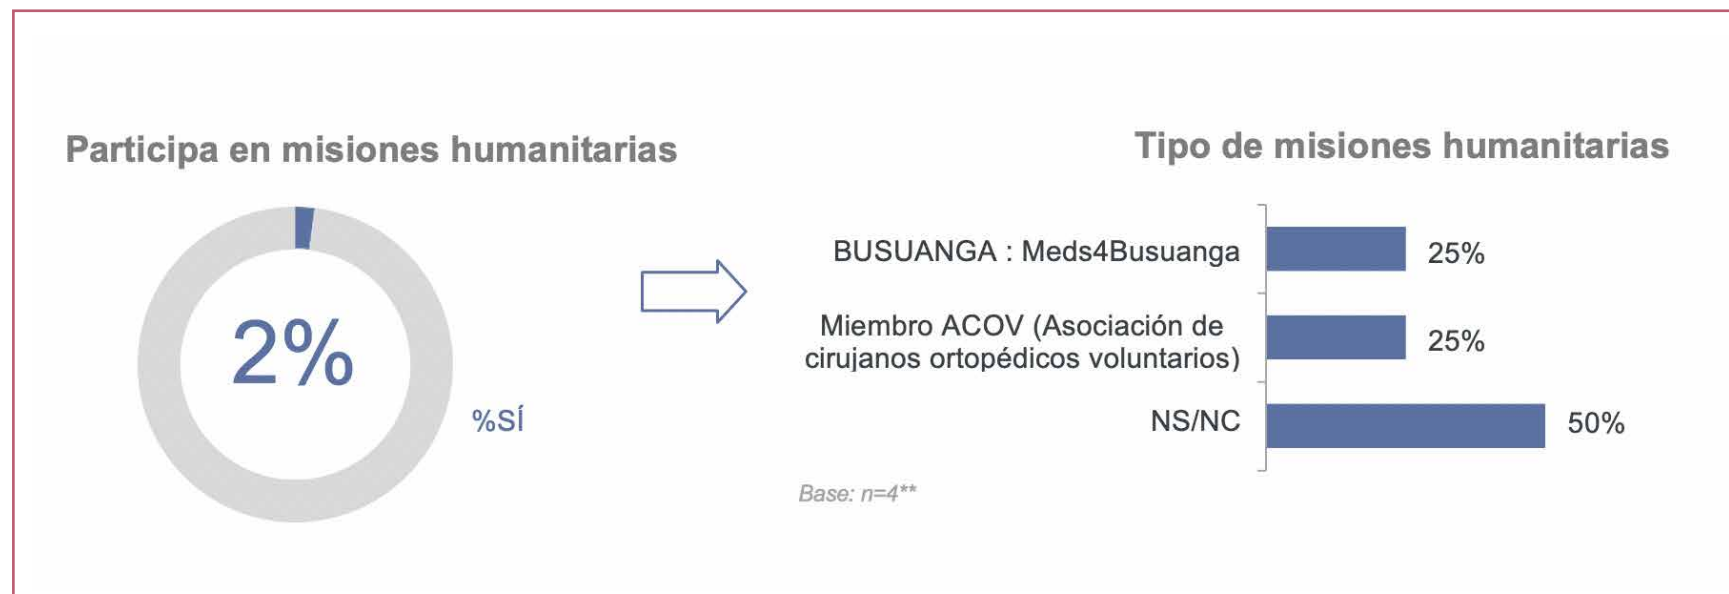 Participa en misiones humanitarias
2%
%SÍ
Tipo de misiones humanitarias
BUSUANGA : Meds4Busuanga
25%
Miembro ACOV (Asociación de
cirujanos ortopédicos voluntarios)
25%
NS/NC
50%
Base: n=4**